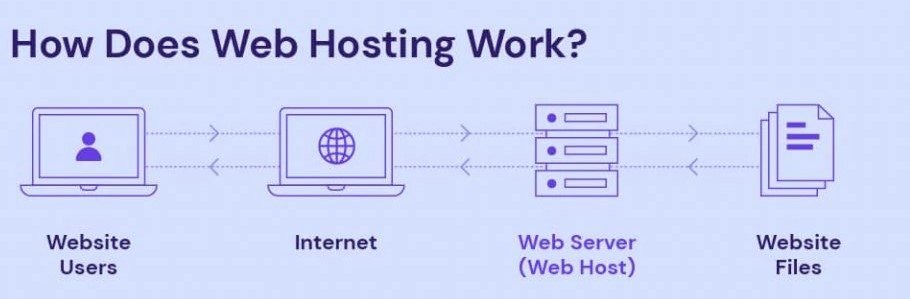 How Does Web Hosting Work?
Website
Users
Internet
Web Server
(Web Host)
Website
Files